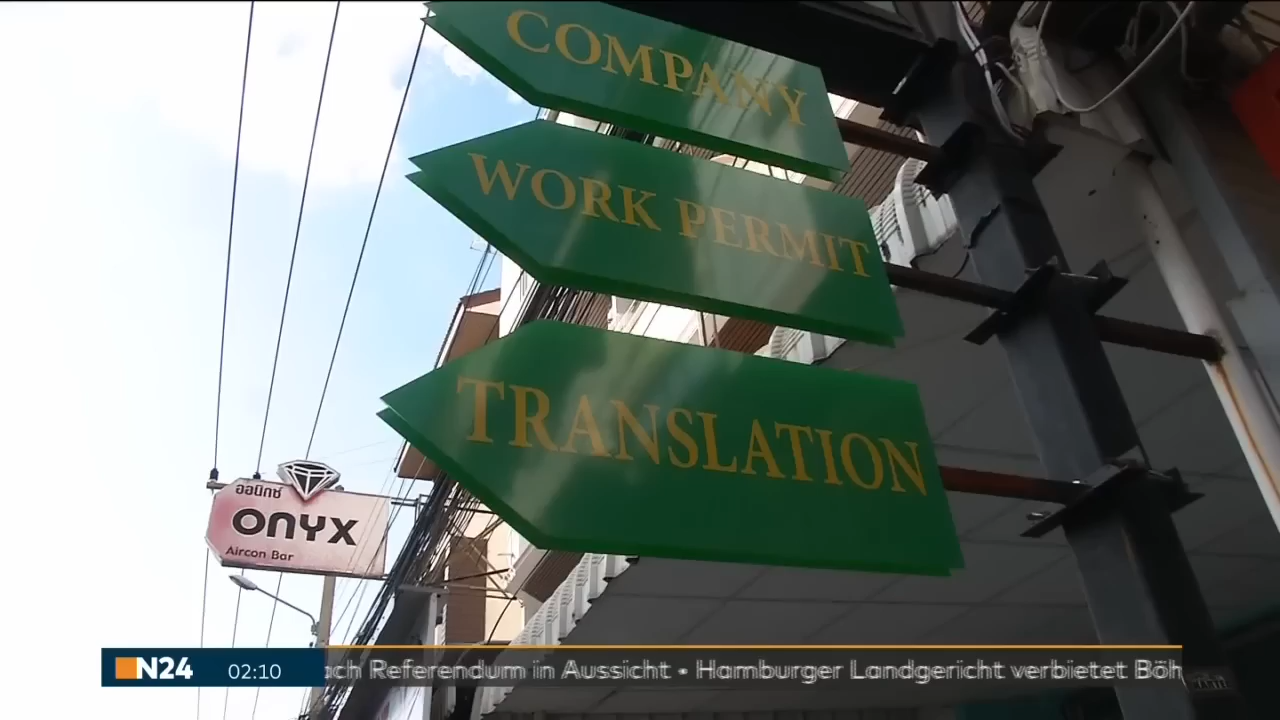 COMPANY
WORK PERMIT
TRANSLATION
ออนิกซ์
ONYX
Aircon Bar
N24 02:10 ach Referendum in Aussicht • Hamburger Landgericht verbietet Böh